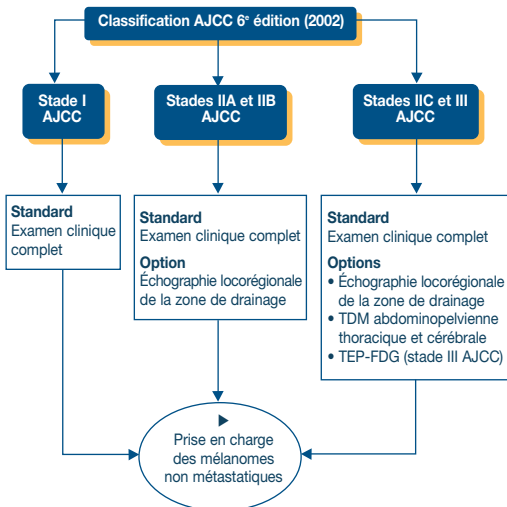 Classification AJCC 6e édition (2002)
Stade I
AJCC
Stades IIA et IIB
AJCC
Stades IIC et III
AJCC
Standard
Examen clinique
complet
Standard
Examen clinique complet
Option
Échographie locorégionale
de la zone de drainage
Standard
Examen clinique complet
Options
• Échographie locorégionale
de la zone de drainage
• TDM abdominopelvienne
thoracique et cérébrale
• TEP-FDG (stade III AJCC)
Prise en charge
des mélanomes
non métastatiques